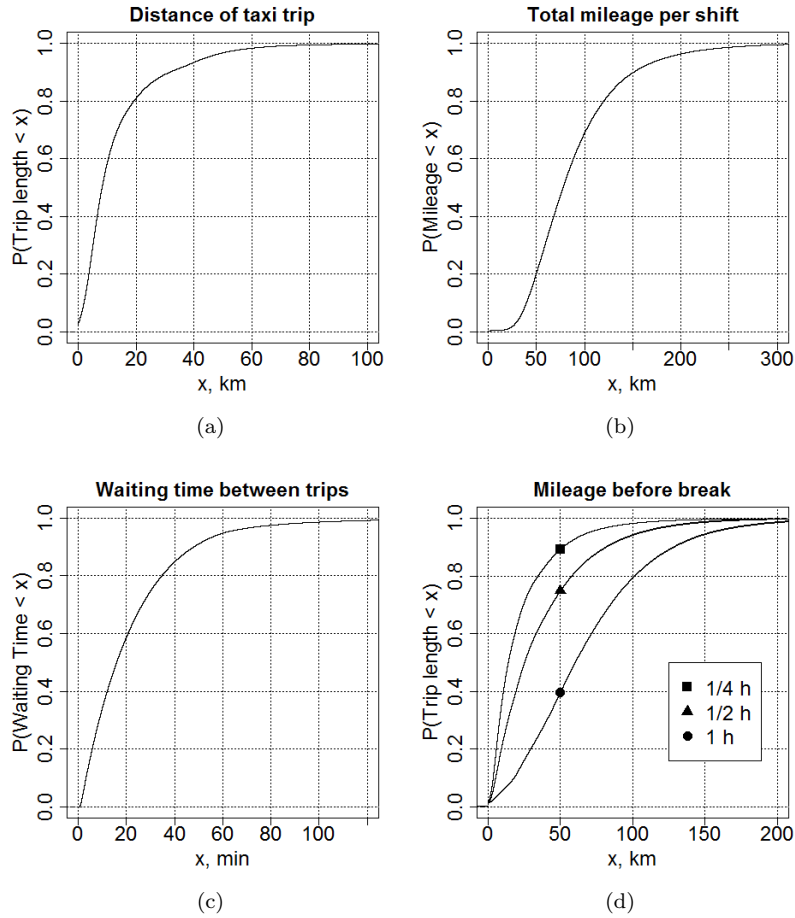 Distance of taxi trip
P(Trip length < x)
1.0
0.8
0.6
0.4
0.2
0.0
0 20 40 60 80 100
x, km
(a)
Total mileage per shift
P(Mileage < x)
1.0
0.8
0.6
0.4
0.2
0.0
0 50 100 200 300
x, km
(b)
Waiting time between trips
P(Waiting Time < x)
1.0
0.8
0.6
0.4
0.2
0.0
0 20 40 60 80 100
x, min
(c)
Mileage before break
P(Trip length < x)
1.0
0.8
0.6
0.4
0.2
0.0
1/4 h
1/2 h
1 h
0 50 100 150 200
x, km
(d)